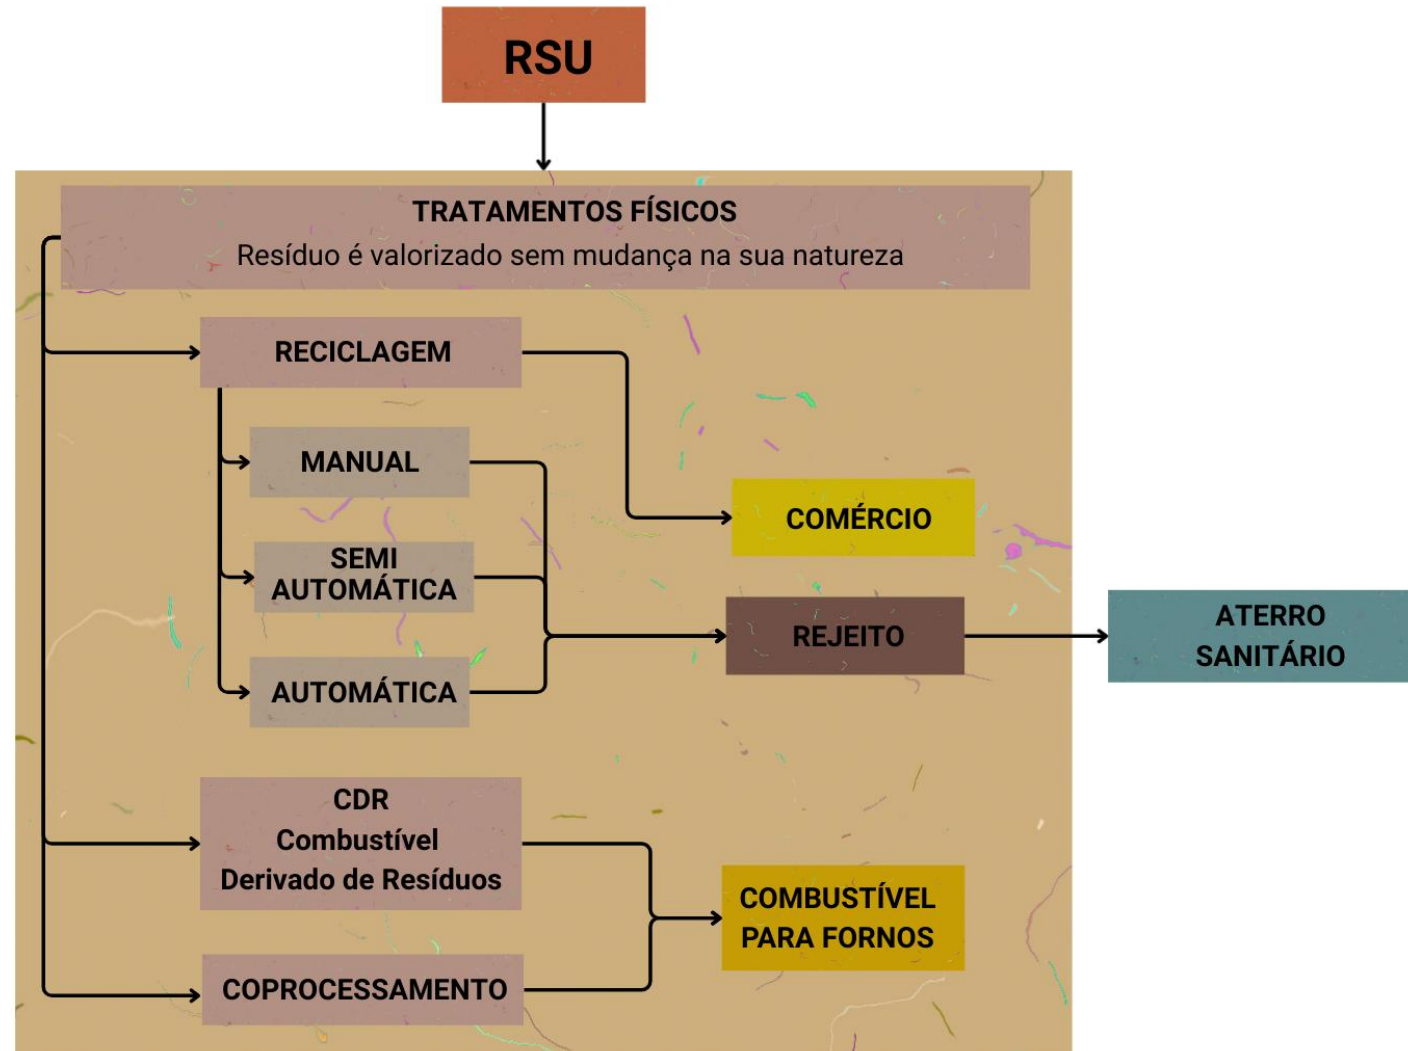 RSU
TRATAMENTOS FÍSICOS
Resíduo é valorizado sem mudança na sua natureza
RECICLAGEM
MANUAL
SEMI
AUTOMÁTICA
AUTOMÁTICA
COMÉRCIO
REJEITO
ATERRO
SANITÁRIO
CDR
Combustível
Derivado de Resíduos
COMBUSTÍVEL
PARA FORNOS
COPROCESSAMENTO